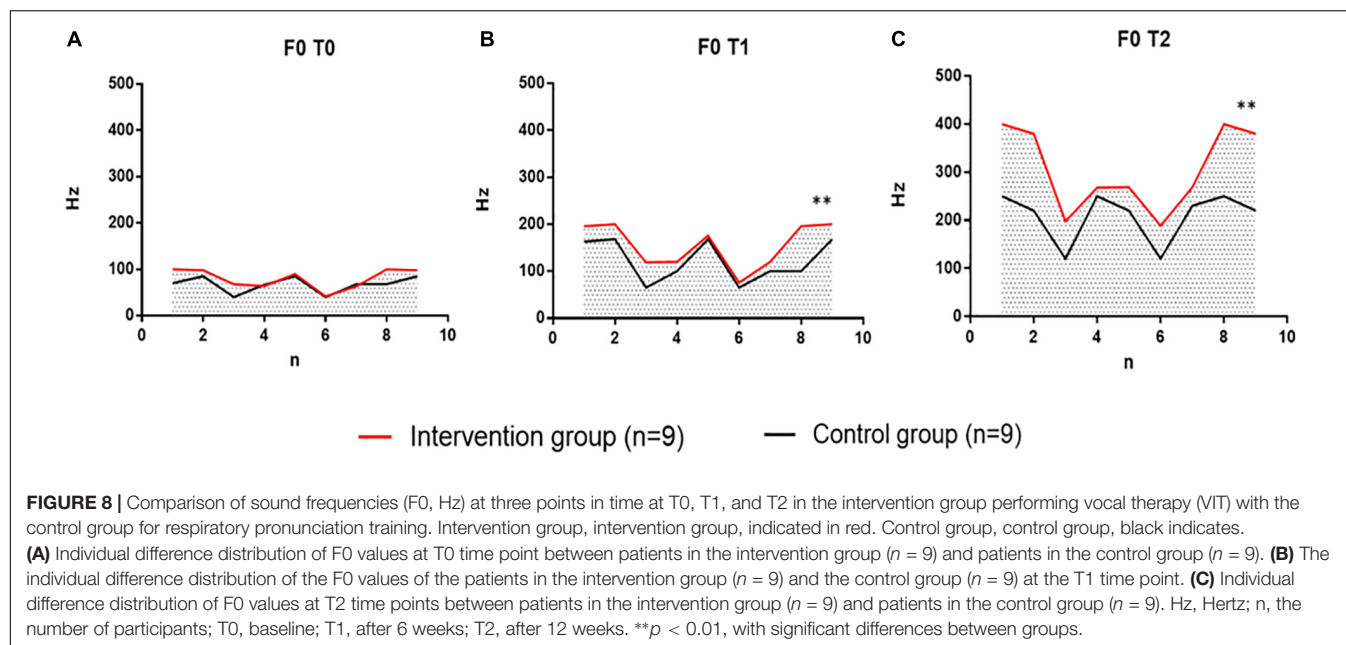 A
F0 T0
B
F0 T1
C
F0 T2
500
400
300
200
100
0
Hz
0 2 4 6 8 10
n
500
400
300
200
100
0
Hz
**
0 2 4 6 8 10
500
400
300
200
100
0
Hz
**
0 2 4 6 8 10
n
Intervention group (n=9)
Control group (n=9)
FIGURE 8 | Comparison of sound frequencies (F0, Hz) at three points in time at T0, T1, and T2 in the intervention group performing vocal therapy (VIT) with the
control group for respiratory pronunciation training. Intervention group, intervention group, indicated in red. Control group, control group, black indicates.
(A) Individual difference distribution of F0 values at T0 time point between patients in the intervention group (n = 9) and patients in the control group (n = 9). (B) The
individual difference distribution of the F0 values of the patients in the intervention group (n = 9) and the control group (n = 9) at the T1 time point. (C) Individual
difference distribution of F0 values at T2 time points between patients in the intervention group (n = 9) and patients in the control group (n = 9). Hz, Hertz; n, the
number of participants; T0, baseline; T1, after 6 weeks; T2, after 12 weeks. **p < 0.01, with significant differences between groups.